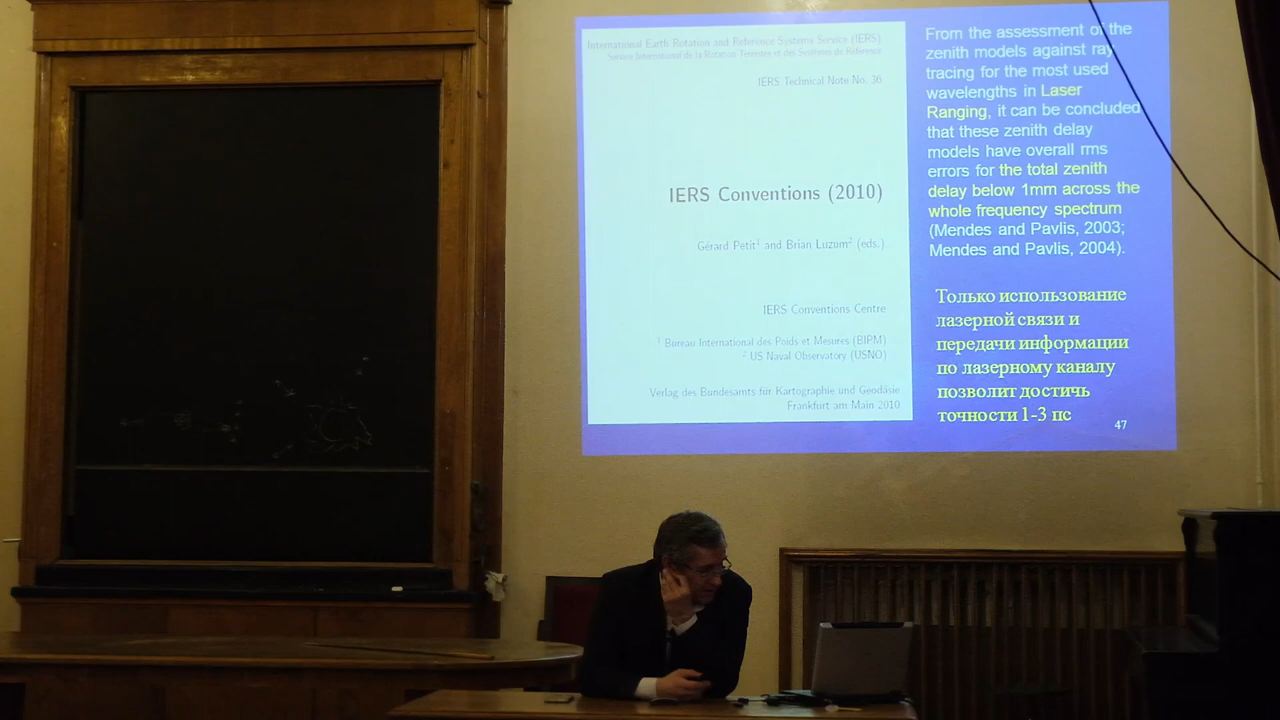 International Earth Rotation and Reference Systems Service (IERS)
Service International de la Rotation Terrestre et des Systèmes de Référence
IERS Technical Note No. 36
IERS Conventions (2010)
Gérard Petit¹ and Brian Luzum² (eds.)
IERS Conventions Centre
¹ Bureau International des Poids et Mesures (BIPM)
² US Naval Observatory (USNO)
Verlag des Bundesamts für Kartographie und Geodäsie
Frankfurt am Main 2010
From the assessment of the
zenith models against ray
tracing for the most used
wavelengths in Laser
Ranging, it can be concluded
that these zenith delay
models have overall rms
errors for the total zenith
delay below 1mm across the
whole frequency spectrum
(Mendes and Pavlis, 2003;
Mendes and Pavlis, 2004).
Только использование
лазерной связи и
передачи информации
по лазерному каналу
позволит достичь
точности 1-3 пс
47